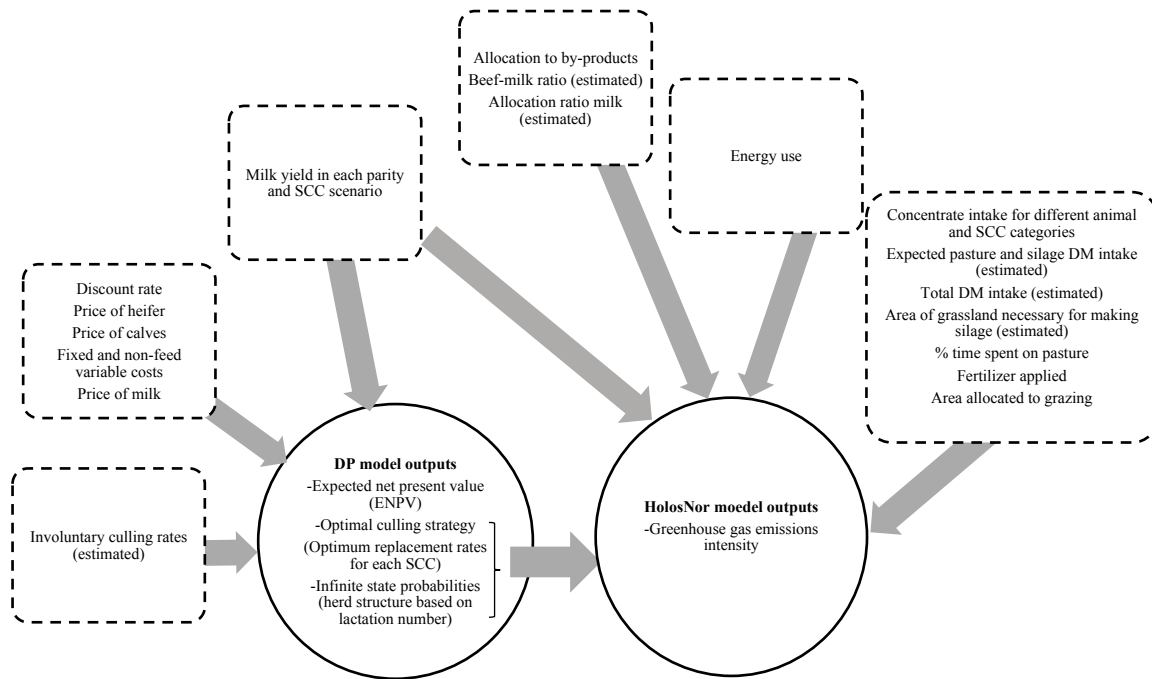 Allocation to by-products
Beef-milk ratio (estimated)
Allocation ratio milk
(estimated)
Energy use
Milk yield in each parity
and SCC scenario
Concentrate intake for different animal
and SCC categories
Expected pasture and silage DM intake
(estimated)
Total DM intake (estimated)
Area of grassland necessary for making
silage (estimated)
% time spent on pasture
Fertilizer applied
Area allocated to grazing
Discount rate
Price of heifer
Price of calves
Fixed and non-feed
variable costs
Price of milk
Involuntary culling rates
(estimated)
DP model outputs
-Expected net present value
(ENPV)
-Optimal culling strategy
(Optimum replacement rates
for each SCC)
-Infinite state probabilities
(herd structure based on
lactation number)
HolosNor moedel outputs
-Greenhouse gas emissions
intensity